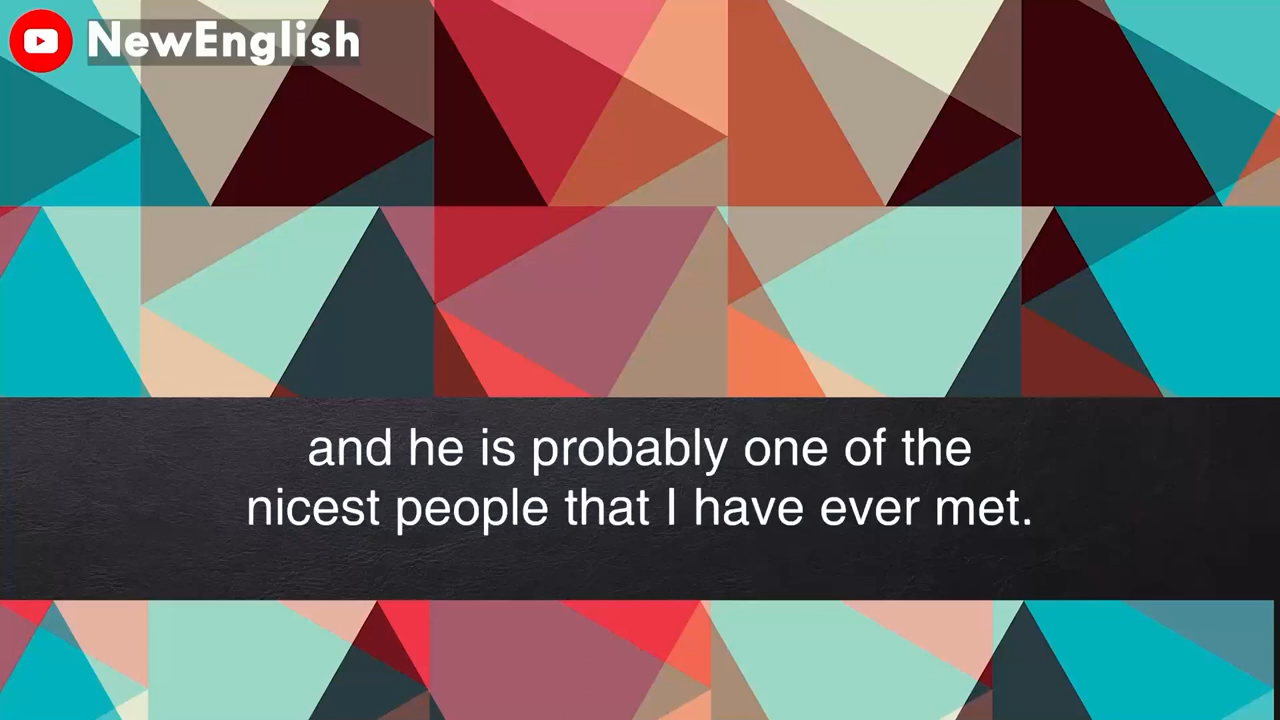 NewEnglish
and he is probably one of the
nicest people that I have ever met.